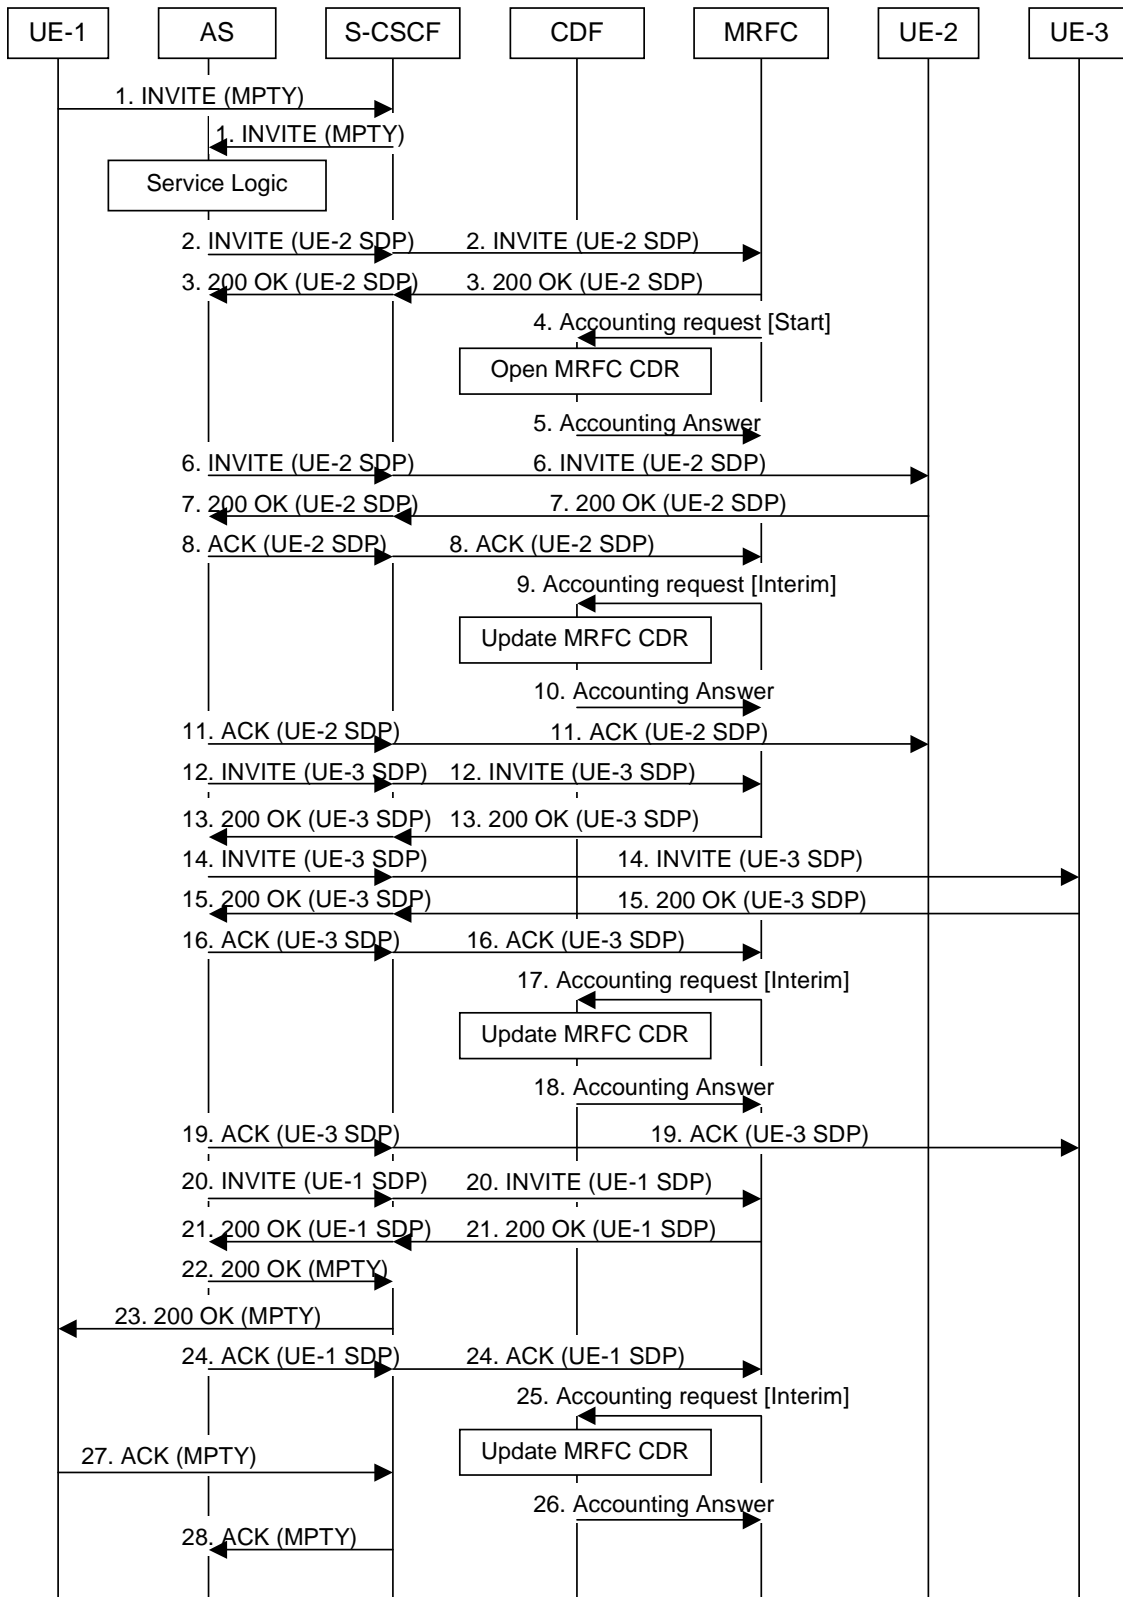 UE-1 AS S-CSCF CDF MRFC UE-2 UE-3
1. INVITE (MPTY)
1. INVITE (MPTY)
Service Logic
2. INVITE (UE-2 SDP) 2. INVITE (UE-2 SDP)
3. 200 OK (UE-2 SDP) 3. 200 OK (UE-2 SDP)
4. Accounting request [Start]
Open MRFC CDR
5. Accounting Answer
6. INVITE (UE-2 SDP) 6. INVITE (UE-2 SDP)
7. 200 OK (UE-2 SDP) 7. 200 OK (UE-2 SDP)
8. ACK (UE-2 SDP) 8. ACK (UE-2 SDP)
9. Accounting request [Interim]
Update MRFC CDR
10. Accounting Answer
11. ACK (UE-2 SDP) 11. ACK (UE-2 SDP)
12. INVITE (UE-3 SDP) 12. INVITE (UE-3 SDP)
13. 200 OK (UE-3 SDP) 13. 200 OK (UE-3 SDP)
14. INVITE (UE-3 SDP) 14. INVITE (UE-3 SDP)
15. 200 OK (UE-3 SDP) 15. 200 OK (UE-3 SDP)
16. ACK (UE-3 SDP) 16. ACK (UE-3 SDP)
17. Accounting request [Interim]
Update MRFC CDR
18. Accounting Answer
19. ACK (UE-3 SDP) 19. ACK (UE-3 SDP)
20. INVITE (UE-1 SDP) 20. INVITE (UE-1 SDP)
21. 200 OK (UE-1 SDP) 21. 200 OK (UE-1 SDP)
22. 200 OK (MPTY)
23. 200 OK (MPTY)
24. ACK (UE-1 SDP) 24. ACK (UE-1 SDP)
25. Accounting request [Interim]
27. ACK (MPTY) Update MRFC CDR
26. Accounting Answer
28. ACK (MPTY)